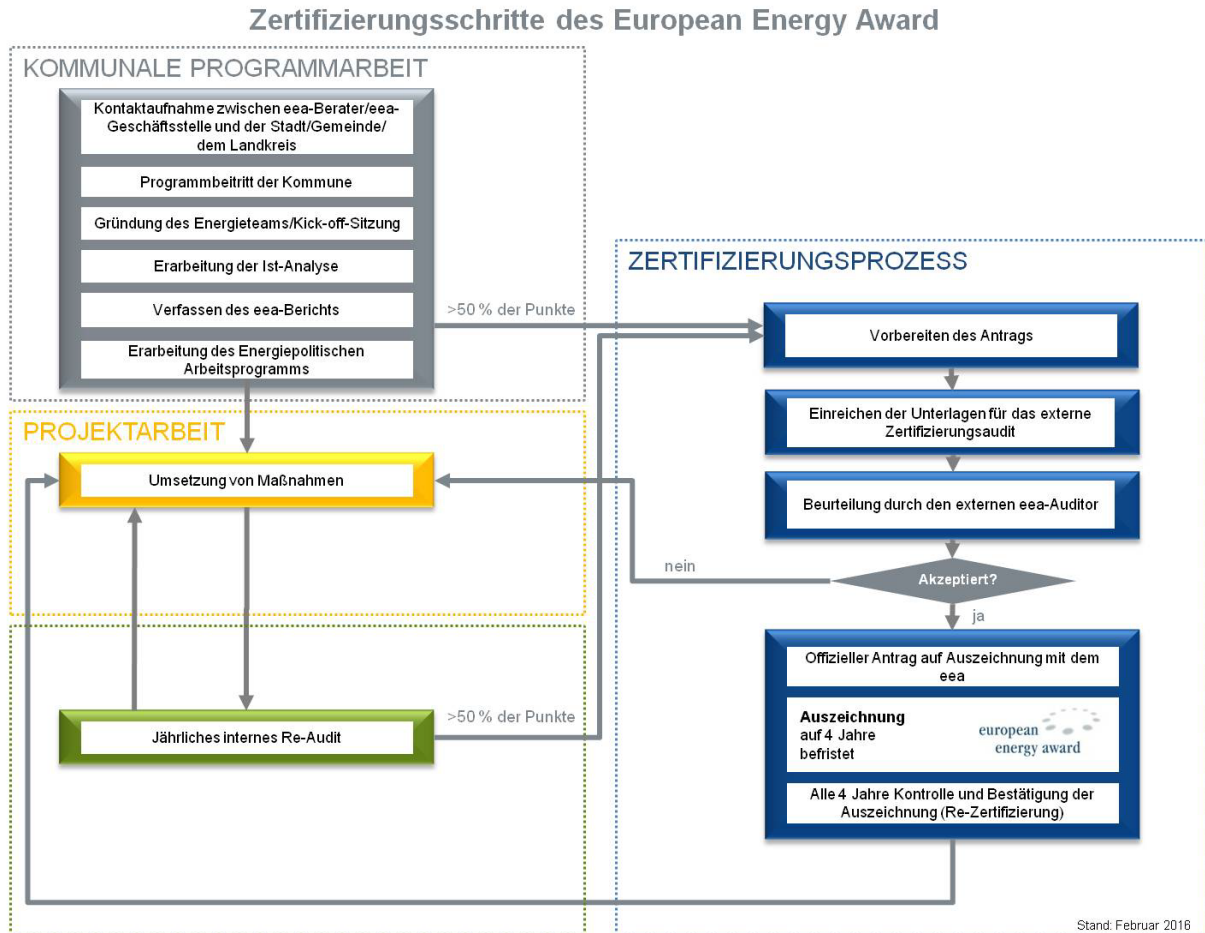 Zertifizierungsschritte des European Energy Award
KOMMUNALE PROGRAMMARBEIT
Kontaktaufnahme zwischen eea-Berater/eea-
Geschäftsstelle und der Stadt/Gemeinde/
dem Landkreis
Programmbeitritt der Kommune
Gründung des Energieteams/Kick-off-Sitzung
Erarbeitung der Ist-Analyse
Verfassen des eea-Berichts
Erarbeitung des Energiepolitischen
Arbeitsprogramms
>50 % der Punkte
PROJEKTARBEIT
Umsetzung von Maßnahmen
Jährliches internes Re-Audit
>50 % der Punkte
ZERTIFIZIERUNGSPROZESS
Vorbereiten des Antrags
Einreichen der Unterlagen für das externe
Zertifizierungsaudit
Beurteilung durch den externen eea-Auditor
Akzeptiert?
nein
ja
Offizieller Antrag auf Auszeichnung mit dem
eea
Auszeichnung
auf 4 Jahre
befristet
european
energy award
Alle 4 Jahre Kontrolle und Bestätigung der
Auszeichnung (Re-Zertifizierung)
Stand: Februar 2016